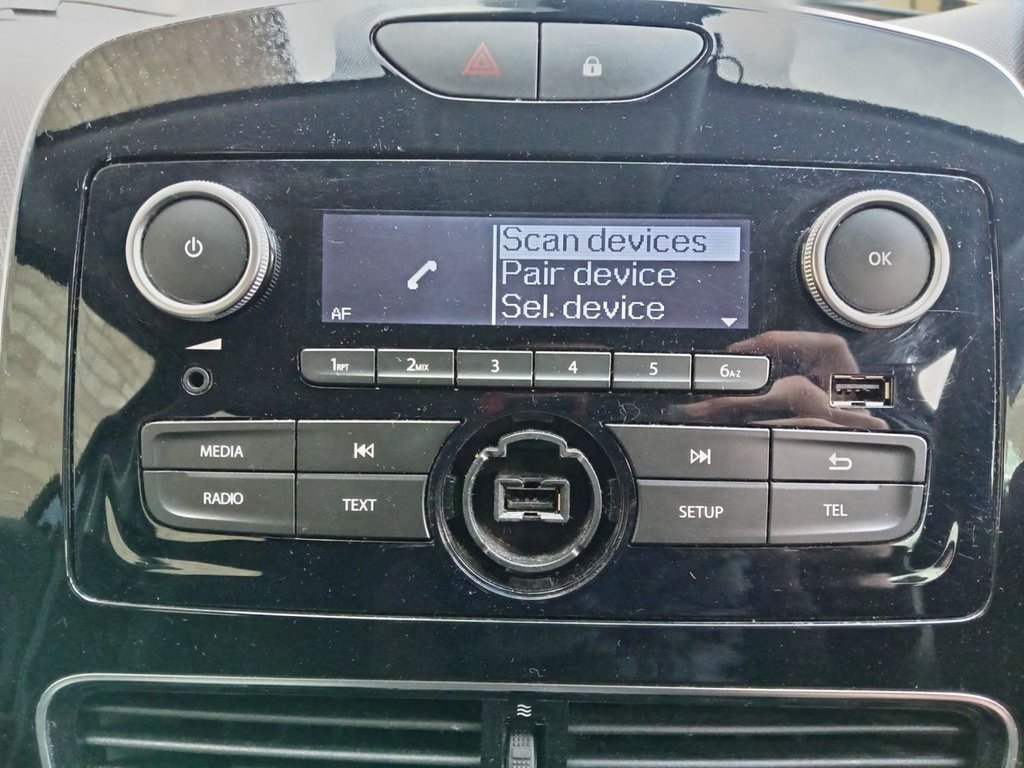 Scan devices
Pair device
Sel. device
AF
OK
1RPT 2MIX 3 4 5 6A-Z
MEDIA
RADIO TEXT
SETUP TEL